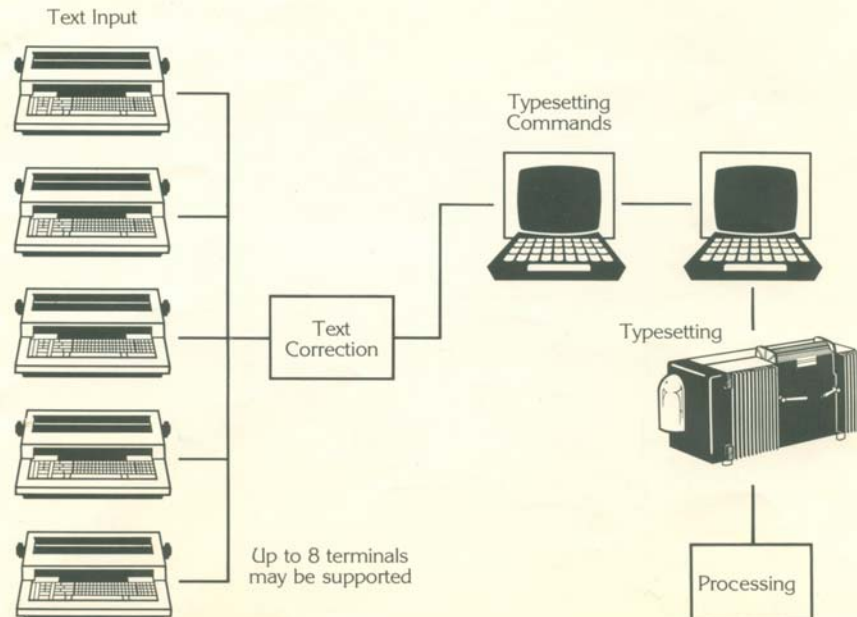 Text Input
Typesetting
Commands
Text
Correction
Typesetting
Up to 8 terminals
may be supported
Processing